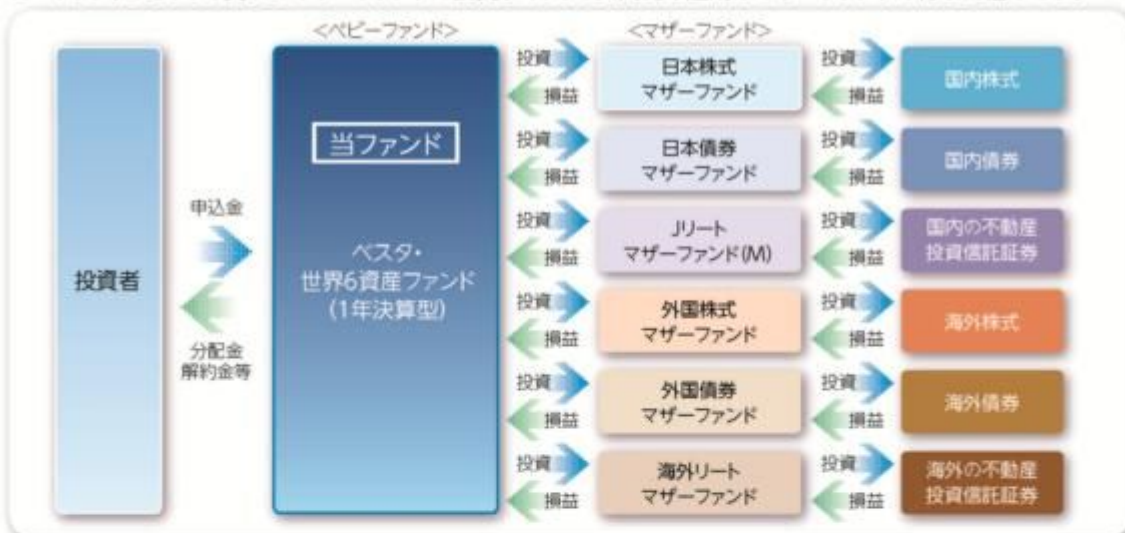 <ベビーファンド>
<マザーファンド>
投資者
申込金
分配金
解約金等
当ファンド
ベスタ・
世界6資産ファンド
(1年決算型)
投資
損益
日本株式
マザーファンド
投資
損益
国内株式
投資
損益
日本債券
マザーファンド
投資
損益
国内債券
投資
損益
Jリート
マザーファンド(M)
投資
損益
国内の不動産
投資信託証券
投資
損益
外国株式
マザーファンド
投資
損益
海外株式
投資
損益
外国債券
マザーファンド
投資
損益
海外債券
投資
損益
海外リート
マザーファンド
投資
損益
海外の不動産
投資信託証券